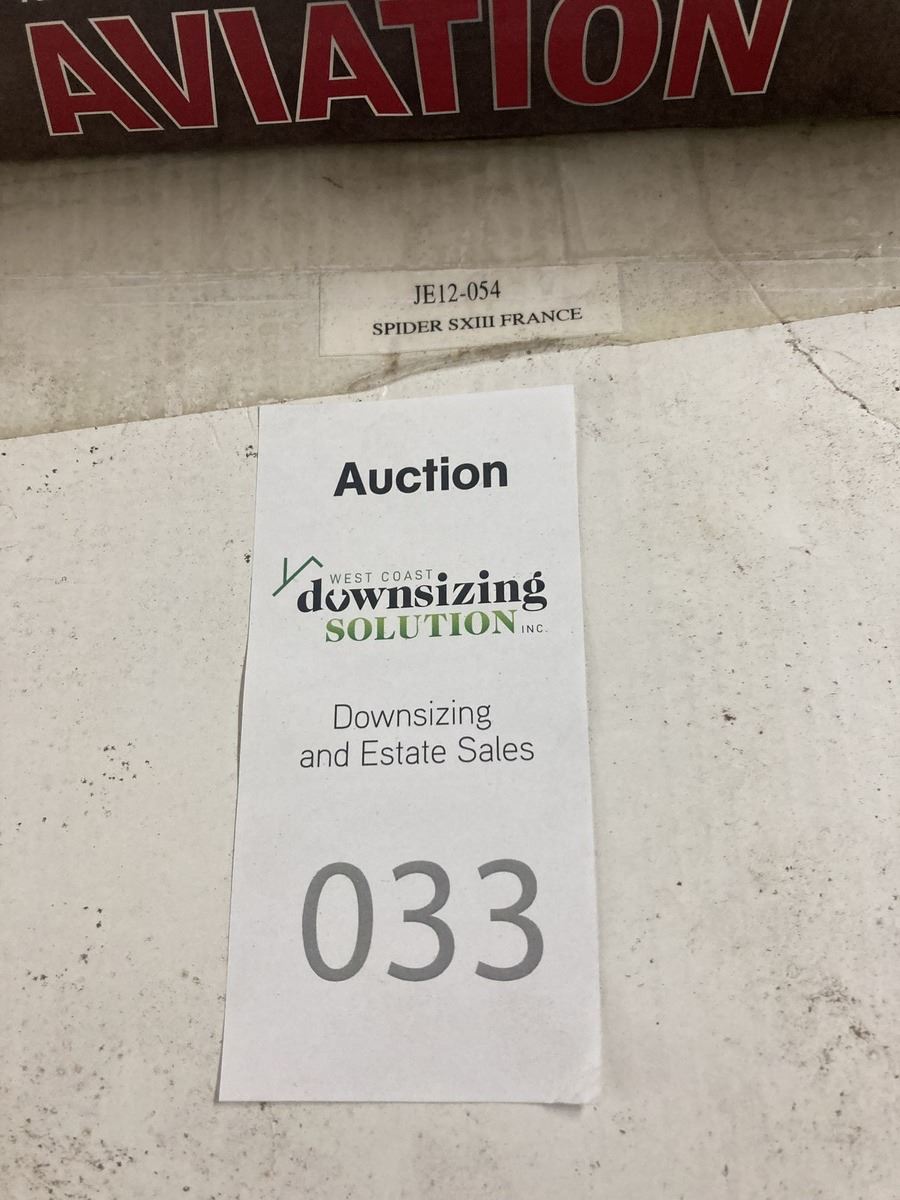 AVIATION
JE12-054
SPIDER SXIII FRANCE
Auction
WEST COAST
downsizing
SOLUTION INC.
Downsizing
and Estate Sales
033